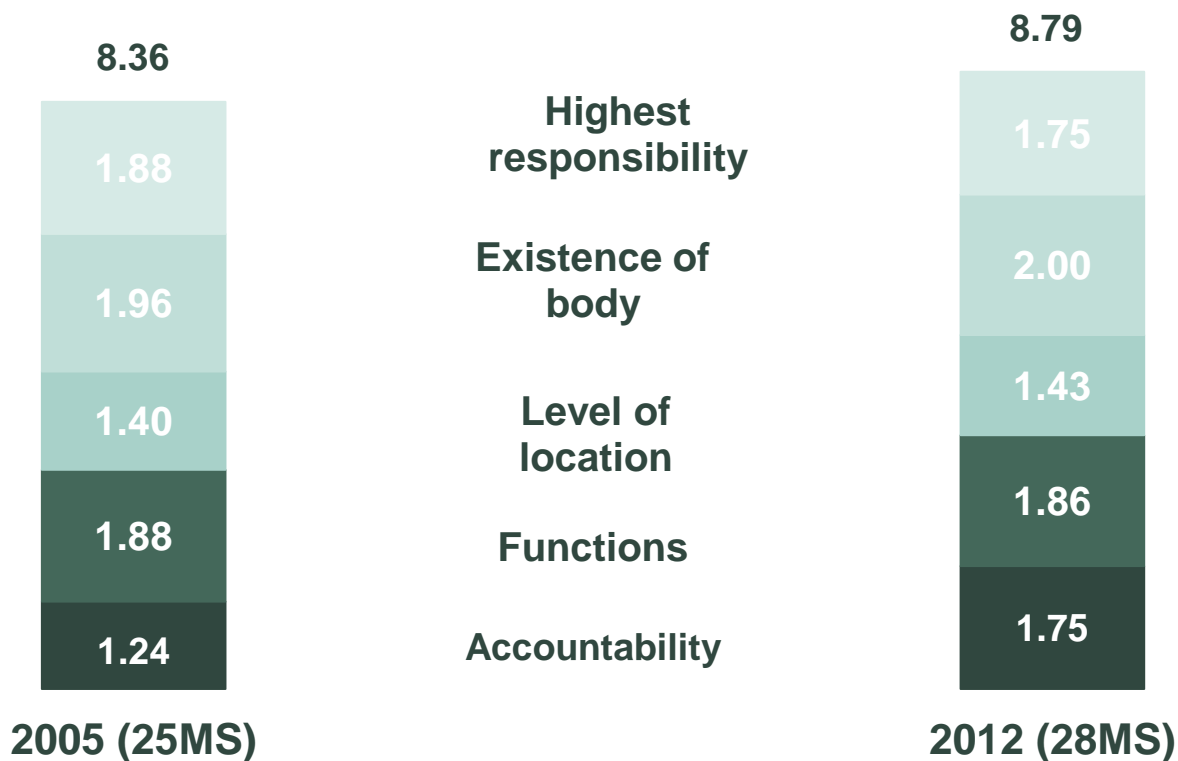 8.36
8.79
1.88
Highest
responsibility
1.75
1.96
Existence of
body
2.00
1.40
Level of
location
1.43
1.88
Functions
1.86
1.24
Accountability
1.75
2005 (25MS)
2012 (28MS)